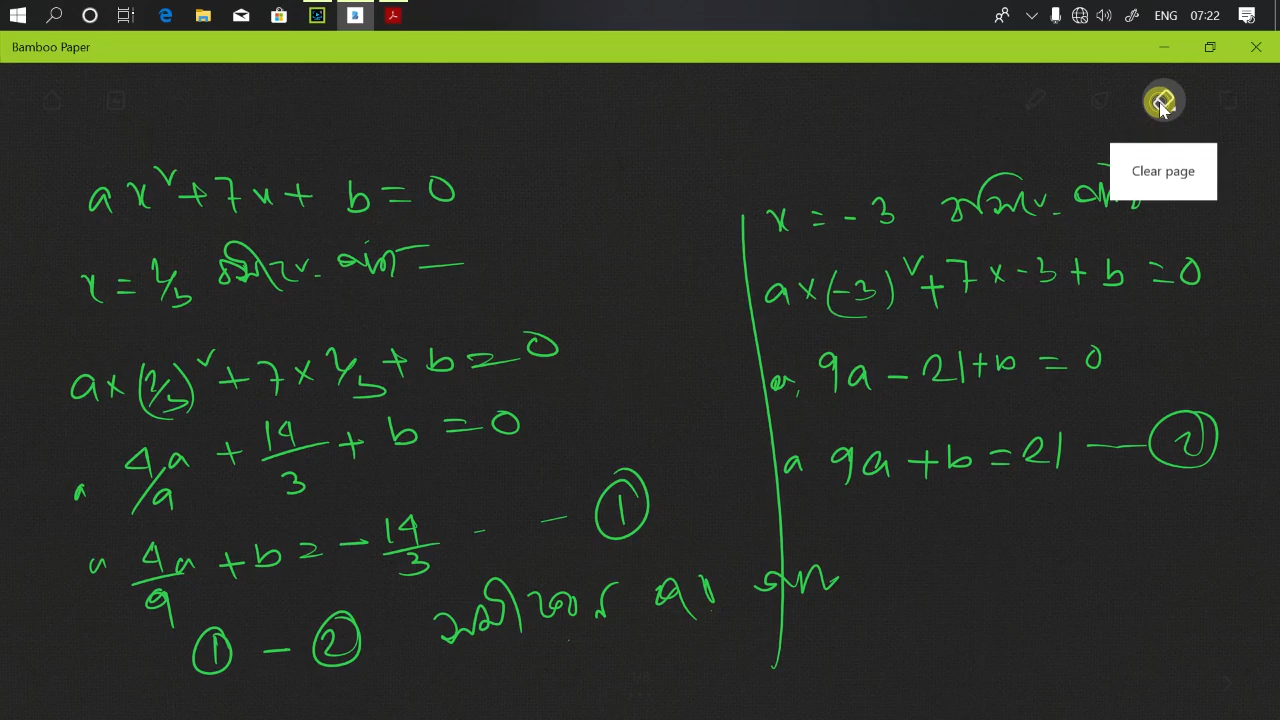 ENG 07:22
Bamboo Paper
Clear page
ax² + 7x + b = 0
x = 2/3
a×(2/3)² + 7×2/3 + b = 0
4a/9 + 14/3 + b = 0
4a/9 + b = -14/3 - - ①
① - ②
x = -3
a×(-3)² + 7×-3 + b = 0
9a - 21 + b = 0
9a + b = 21 — ②